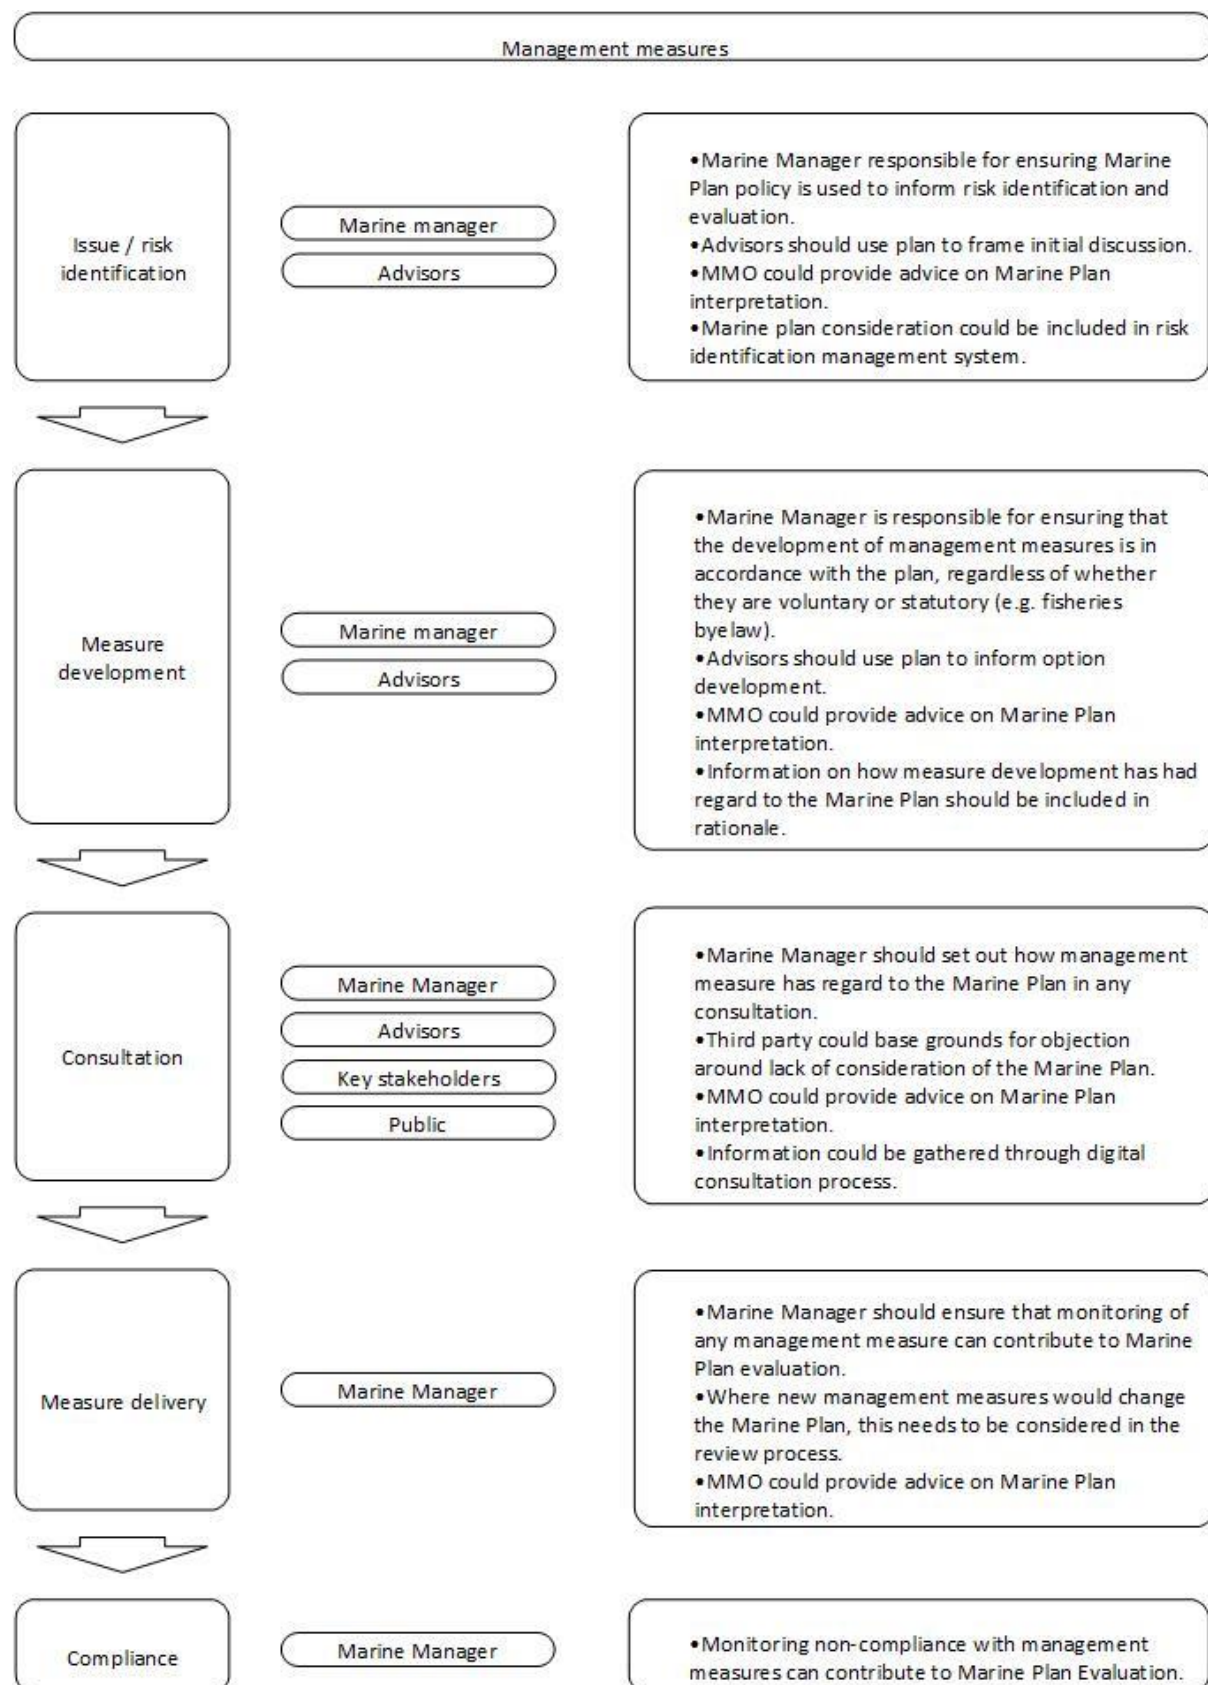 Management measures
Issue / risk
identification
Marine manager
Advisors
•Marine Manager responsible for ensuring Marine
Plan policy is used to inform risk identification and
evaluation.
•Advisors should use plan to frame initial discussion.
•MMO could provide advice on Marine Plan
interpretation.
•Marine plan consideration could be included in risk
identification management system.
Measure
development
Marine manager
Advisors
•Marine Manager is responsible for ensuring that
the development of management measures is in
accordance with the plan, regardless of whether
they are voluntary or statutory (e.g. fisheries
byelaw).
•Advisors should use plan to inform option
development.
•MMO could provide advice on Marine Plan
interpretation.
•Information on how measure development has had
regard to the Marine Plan should be included in
rationale.
Consultation
Marine Manager
Advisors
Key stakeholders
Public
•Marine Manager should set out how management
measure has regard to the Marine Plan in any
consultation.
•Third party could base grounds for objection
around lack of consideration of the Marine Plan.
•MMO could provide advice on Marine Plan
interpretation.
•Information could be gathered through digital
consultation process.
Measure delivery
Marine Manager
•Marine Manager should ensure that monitoring of
any management measure can contribute to Marine
Plan evaluation.
•Where new management measures would change
the Marine Plan, this needs to be considered in the
review process.
•MMO could provide advice on Marine Plan
interpretation.
Compliance
Marine Manager
•Monitoring non-compliance with management
measures can contribute to Marine Plan Evaluation.